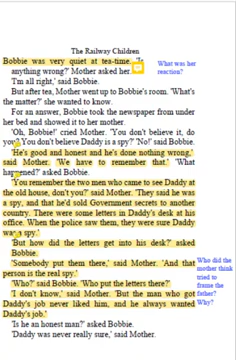 The Railway Children
Bobbie was very quiet at tea-time. 'Is
anything wrong?' Mother asked her.
'I'm all right,' said Bobbie.
But after tea, Mother went up to Bobbie's room. 'What's
the matter?' she wanted to know.
For an answer, Bobbie took the newspaper from under
her bed and showed it to her mother.
'Oh, Bobbie!' cried Mother. 'You don't believe it, do
you? You don't believe Daddy is a spy?' 'No!' said Bobbie.
'He's good and honest and he's done nothing wrong,'
said Mother. 'We have to remember that.' 'What
happened?' asked Bobbie.
'You remember the two men who came to see Daddy at
the old house, don't you?' said Mother. 'They said he was
a spy, and that he'd sold Government secrets to another
country. There were some letters in Daddy's desk at his
office. When the police saw them, they were sure Daddy
was a spy.'
'But how did the letters get into his desk?' asked
Bobbie.
'Somebody put them there,' said Mother. 'And that
person is the real spy.'
'Who?' said Bobbie. 'Who put the letters there?'
'I don't know,' said Mother. 'But the man who got
Daddy's job never liked him, and he always wanted
Daddy's job.'
'Is he an honest man?' asked Bobbie.
'Daddy was never really sure,' said Mother.
What was her
reaction?
Who did the
mother think
tried to
frame the
father?
Why?